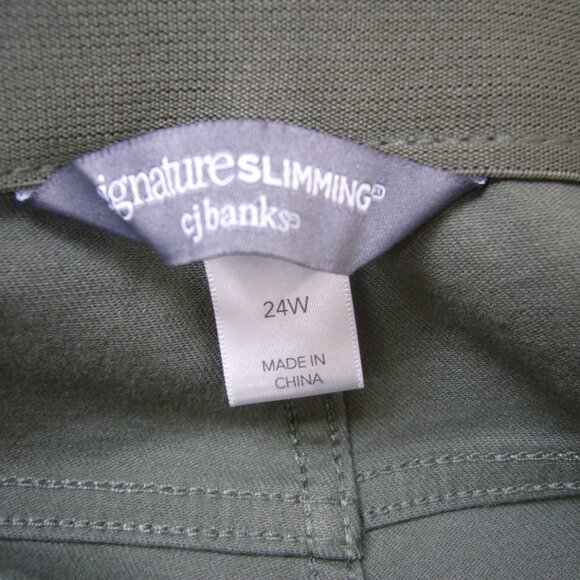 ignatureSLIMMING
cjbanks
24W
MADE IN
CHINA